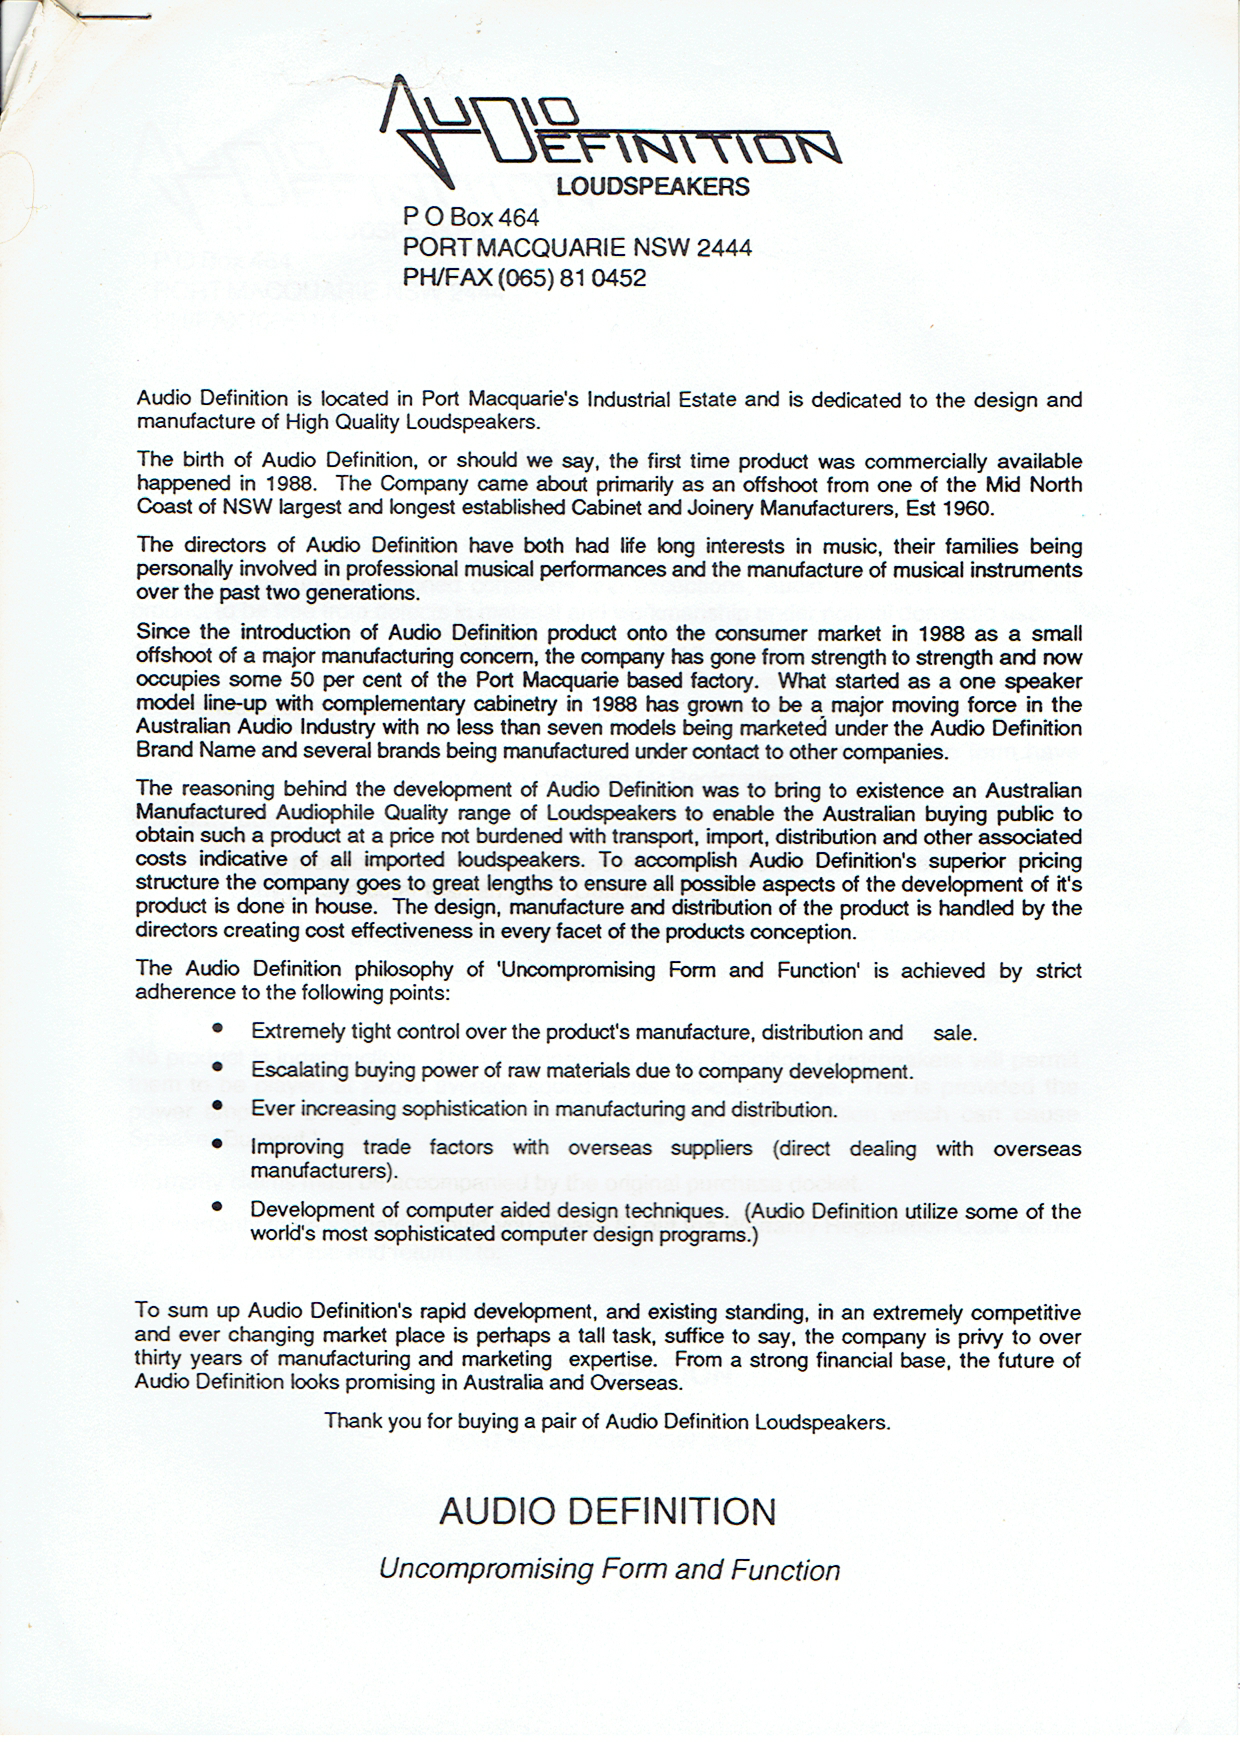 AUDIO
DEFINITION
LOUDSPEAKERS
P O Box 464
PORT MACQUARIE NSW 2444
PH/FAX (065) 81 0452
Audio Definition is located in Port Macquarie's Industrial Estate and is dedicated to the design and
manufacture of High Quality Loudspeakers.
The birth of Audio Definition, or should we say, the first time product was commercially available
happened in 1988. The Company came about primarily as an offshoot from one of the Mid North
Coast of NSW largest and longest established Cabinet and Joinery Manufacturers, Est 1960.
The directors of Audio Definition have both had life long interests in music, their families being
personally involved in professional musical performances and the manufacture of musical instruments
over the past two generations.
Since the introduction of Audio Definition product onto the consumer market in 1988 as a small
offshoot of a major manufacturing concern, the company has gone from strength to strength and now
occupies some 50 per cent of the Port Macquarie based factory. What started as a one speaker
model line-up with complementary cabinetry in 1988 has grown to be a major moving force in the
Australian Audio Industry with no less than seven models being marketed under the Audio Definition
Brand Name and several brands being manufactured under contact to other companies.
The reasoning behind the development of Audio Definition was to bring to existence an Australian
Manufactured Audiophile Quality range of Loudspeakers to enable the Australian buying public to
obtain such a product at a price not burdened with transport, import, distribution and other associated
costs indicative of all imported loudspeakers. To accomplish Audio Definition's superior pricing
structure the company goes to great lengths to ensure all possible aspects of the development of it's
product is done in house. The design, manufacture and distribution of the product is handled by the
directors creating cost effectiveness in every facet of the products conception.
The Audio Definition philosophy of 'Uncompromising Form and Function' is achieved by strict
adherence to the following points:
• Extremely tight control over the product's manufacture, distribution and sale.
• Escalating buying power of raw materials due to company development.
• Ever increasing sophistication in manufacturing and distribution.
• Improving trade factors with overseas suppliers (direct dealing with overseas
manufacturers).
• Development of computer aided design techniques. (Audio Definition utilize some of the
world's most sophisticated computer design programs.)
To sum up Audio Definition's rapid development, and existing standing, in an extremely competitive
and ever changing market place is perhaps a tall task, suffice to say, the company is privy to over
thirty years of manufacturing and marketing expertise. From a strong financial base, the future of
Audio Definition looks promising in Australia and Overseas.
Thank you for buying a pair of Audio Definition Loudspeakers.
AUDIO DEFINITION
Uncompromising Form and Function